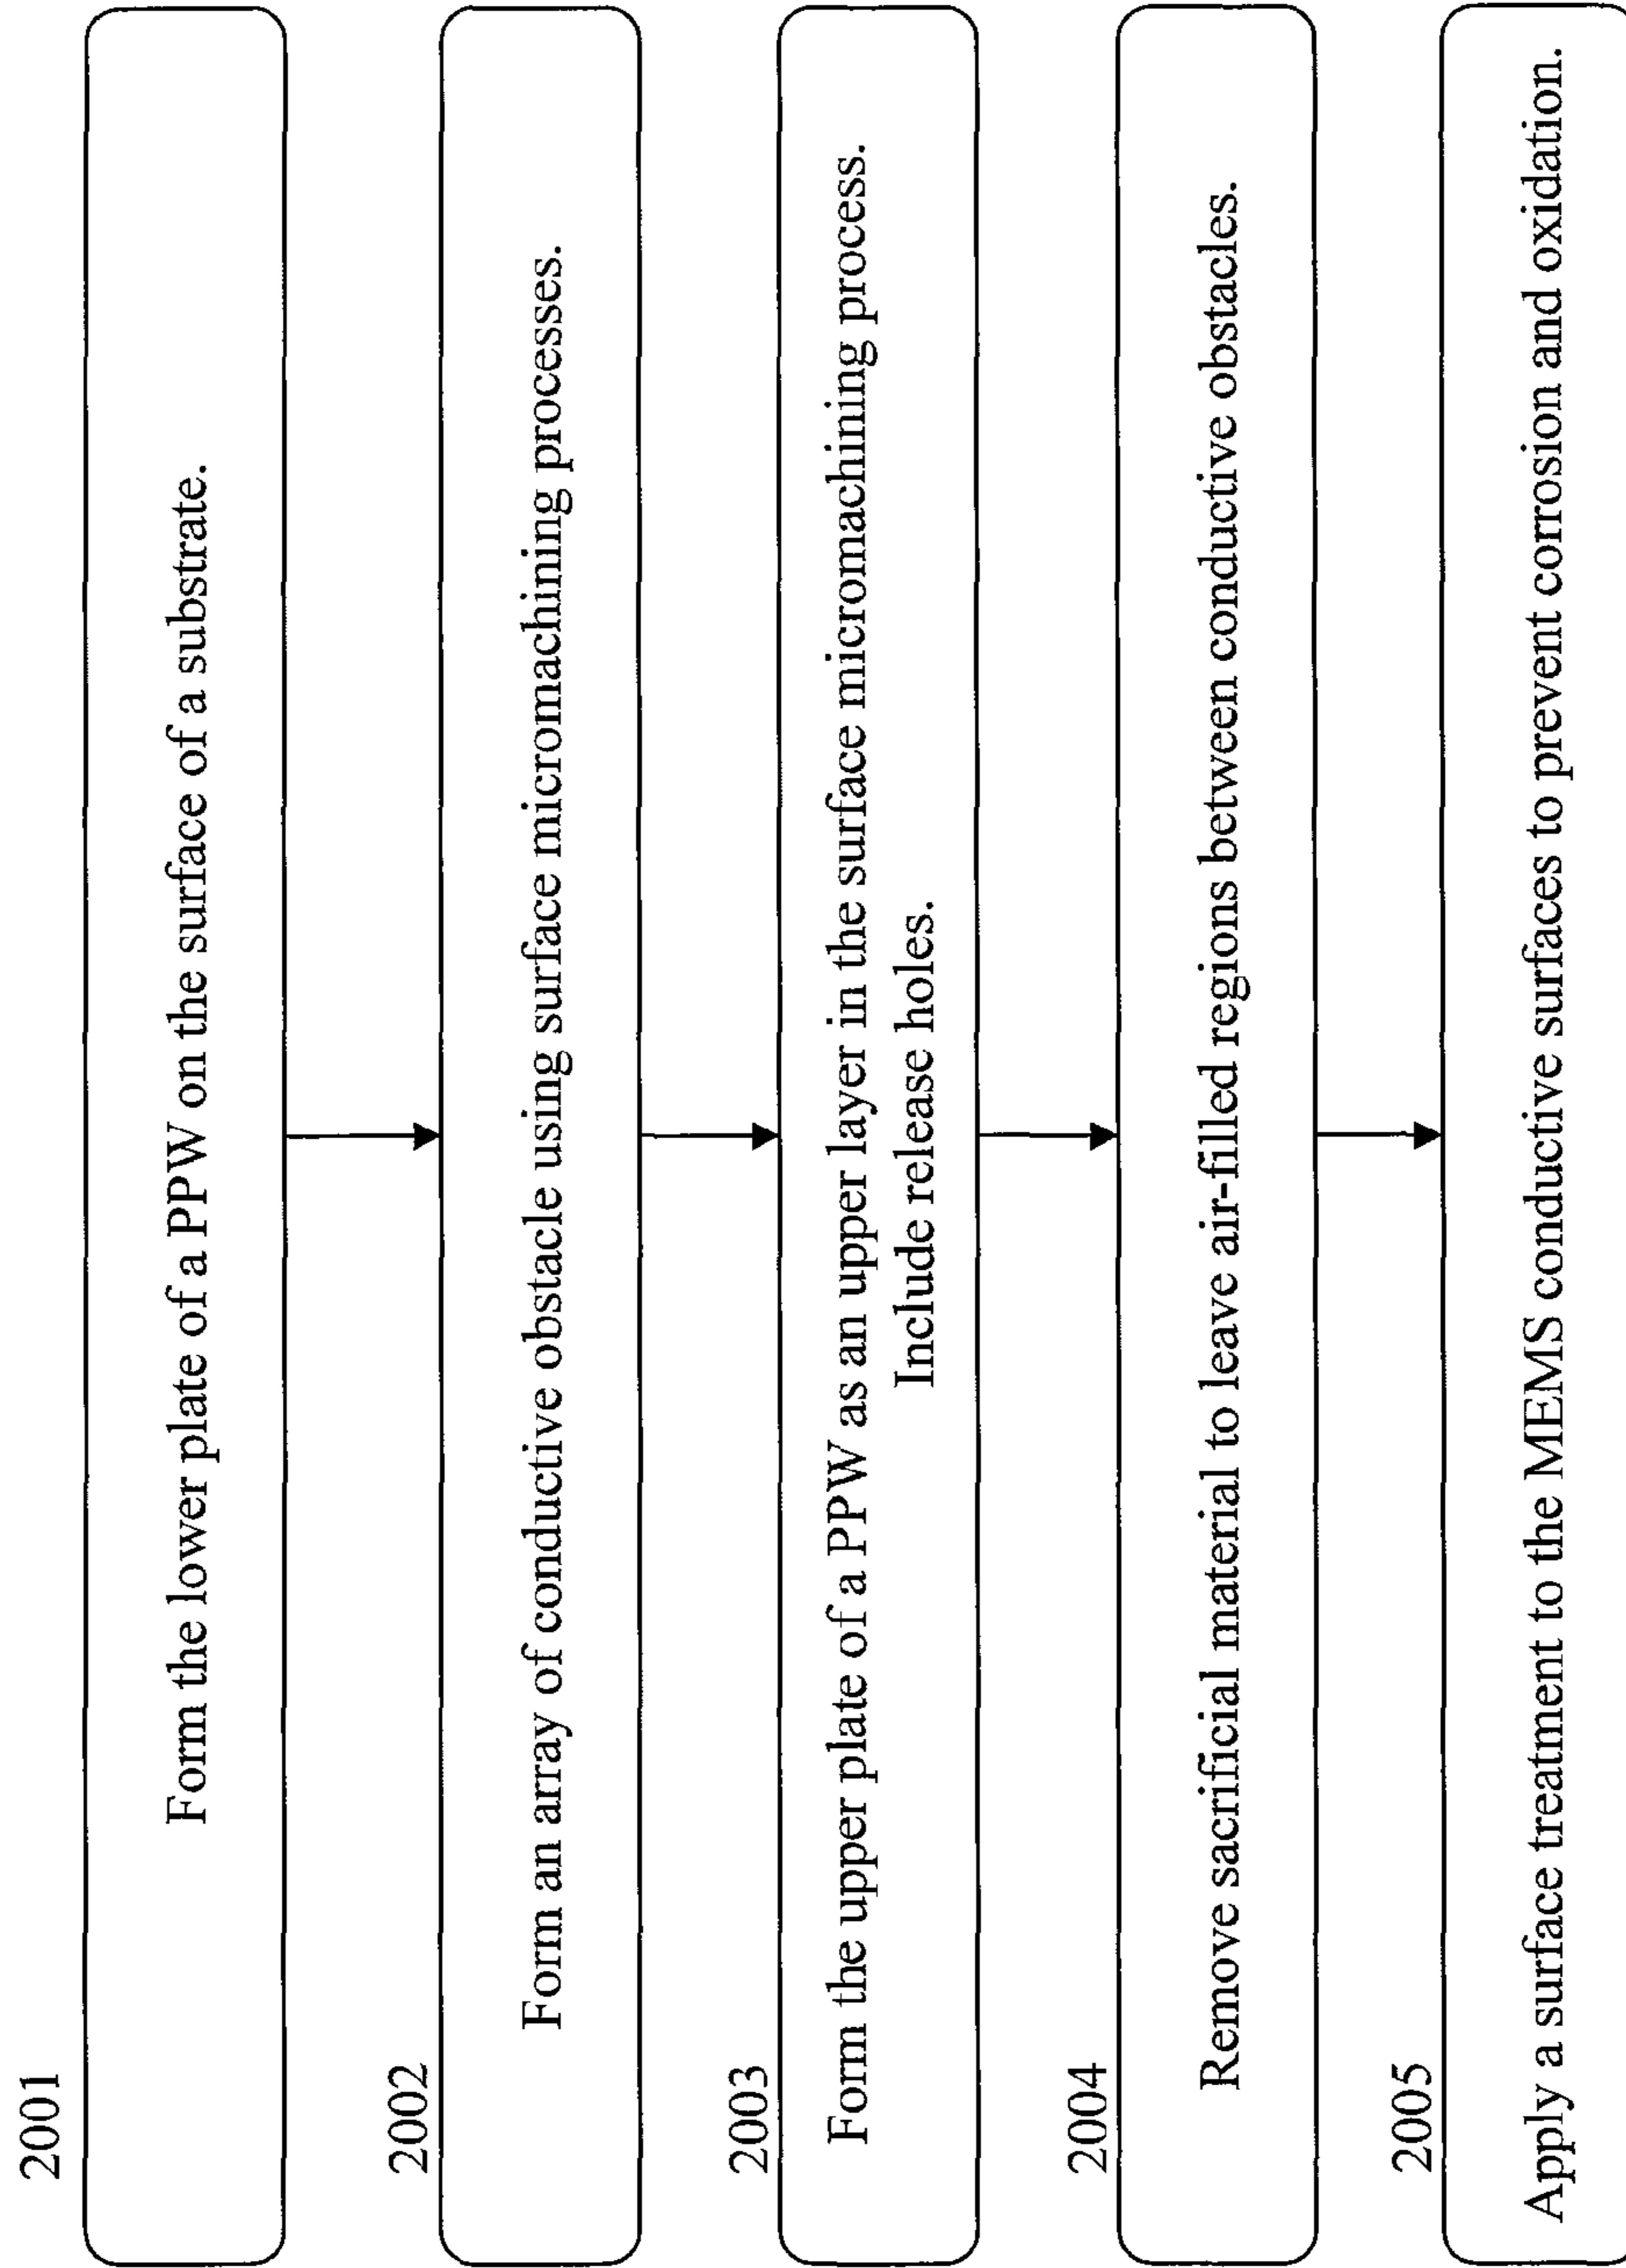 2001
Form the lower plate of a PPW on the surface of a substrate.
2002
Form an array of conductive obstacle using surface micromachining processes.
2003
Form the upper plate of a PPW as an upper layer in the surface micromachining process.
Include release holes.
2004
Remove sacrificial material to leave air-filled regions between conductive obstacles.
2005
Apply a surface treatment to the MEMS conductive surfaces to prevent corrosion and oxidation.